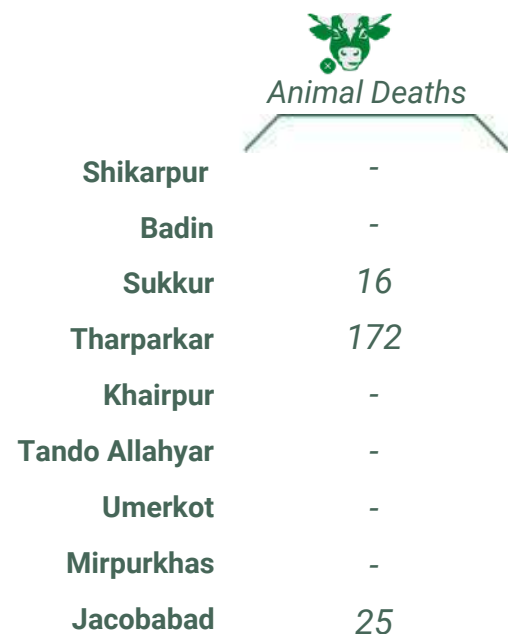 Animal Deaths
Shikarpur -
Badin -
Sukkur 16
Tharparkar 172
Khairpur -
Tando Allahyar -
Umerkot -
Mirpurkhas -
Jacobabad 25